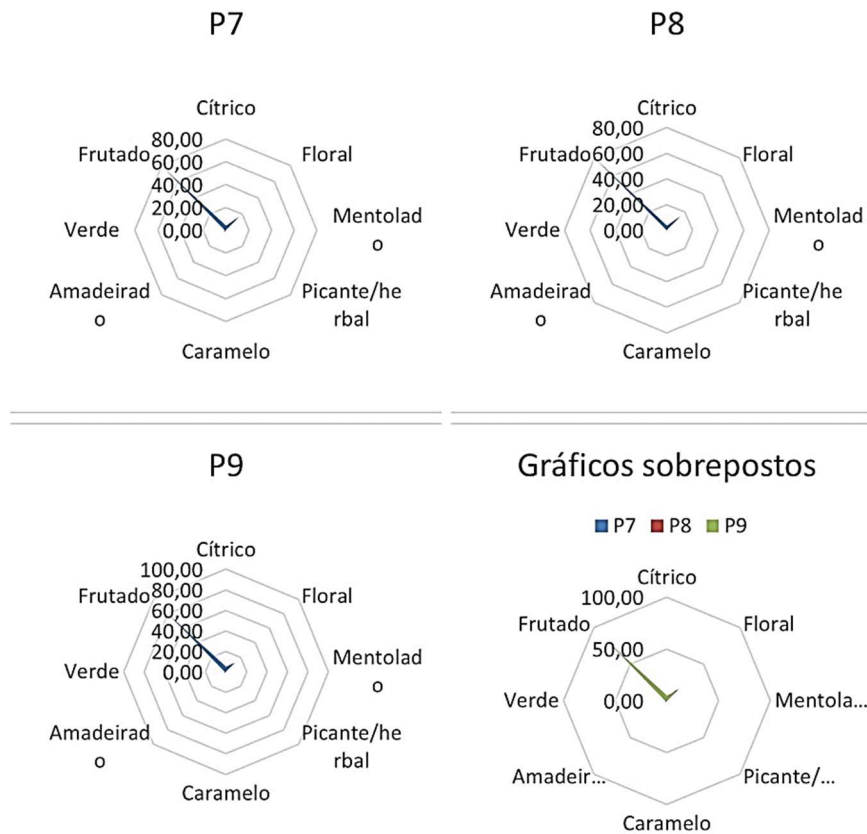 P7
Cítrico
80,00
Frutado
60,00
Floral
40,00
20,00
Verde
0,00
Mentolad
o
Amadeirad
o
Picante/he
rbal
Caramelo
P8
Cítrico
80,00
Frutado
60,00
Floral
40,00
20,00
Verde
0,00
Mentolad
o
Amadeirad
o
Picante/he
rbal
Caramelo
P9
Cítrico
100,00
80,00
Frutado
60,00
Floral
40,00
20,00
Verde
0,00
Mentolad
o
Amadeirad
o
Picante/he
rbal
Caramelo
Gráficos sobrepostos
P7 P8 P9
Cítrico
100,00
Frutado
Floral
50,00
Verde
0,00
Mentola...
Amadeir...
Picante/...
Caramelo